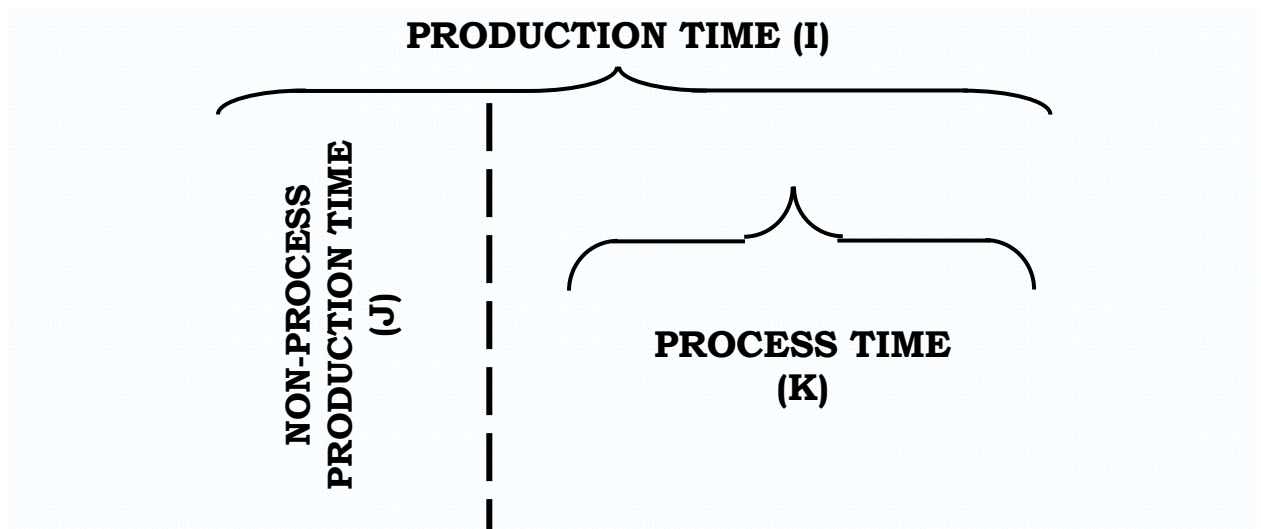 PRODUCTION TIME (I)
NON-PROCESS
PRODUCTION TIME
(J)
PROCESS TIME
(K)